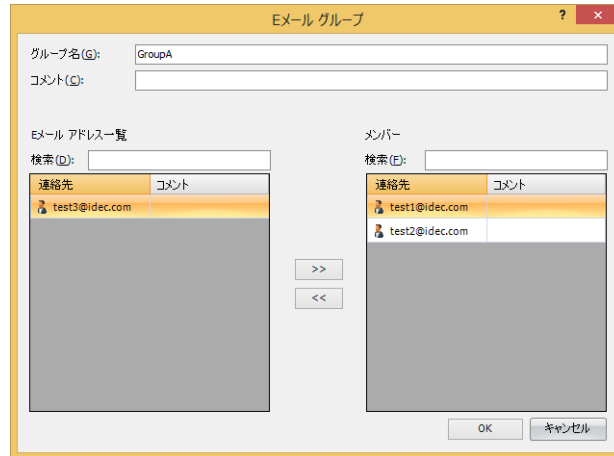 Eメール グループ
?
×
グループ名(G):
GroupA
コメント(C):
Eメール アドレス一覧
メンバー
検索(D):
検索(F):
連絡先 コメント
連絡先 コメント
test3@idec.com
test1@idec.com
test2@idec.com
>>
<<
OK
キャンセル